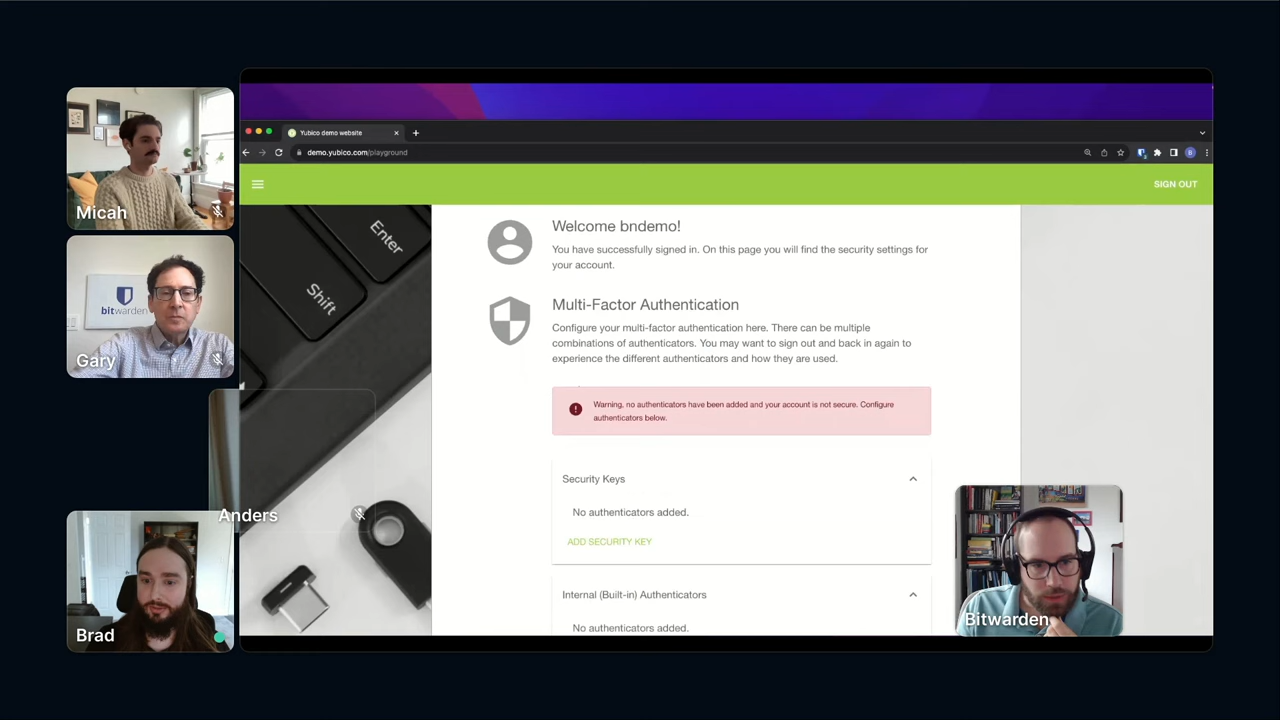 Yubico demo website
demo.yubico.com/playground
SIGN OUT
Micah
bitwarden
Gary
Anders
Brad
Enter
Shift
Welcome bndemo!
You have successfully signed in. On this page you will find the security settings for
your account.
Multi-Factor Authentication
Configure your multi-factor authentication here. There can be multiple
combinations of authenticators. You may want to sign out and back in again to
experience the different authenticators and how they are used.
Warning, no authenticators have been added and your account is not secure. Configure
authenticators below.
Security Keys
No authenticators added.
ADD SECURITY KEY
Internal (Built-in) Authenticators
No authenticators added.
Bitwarden